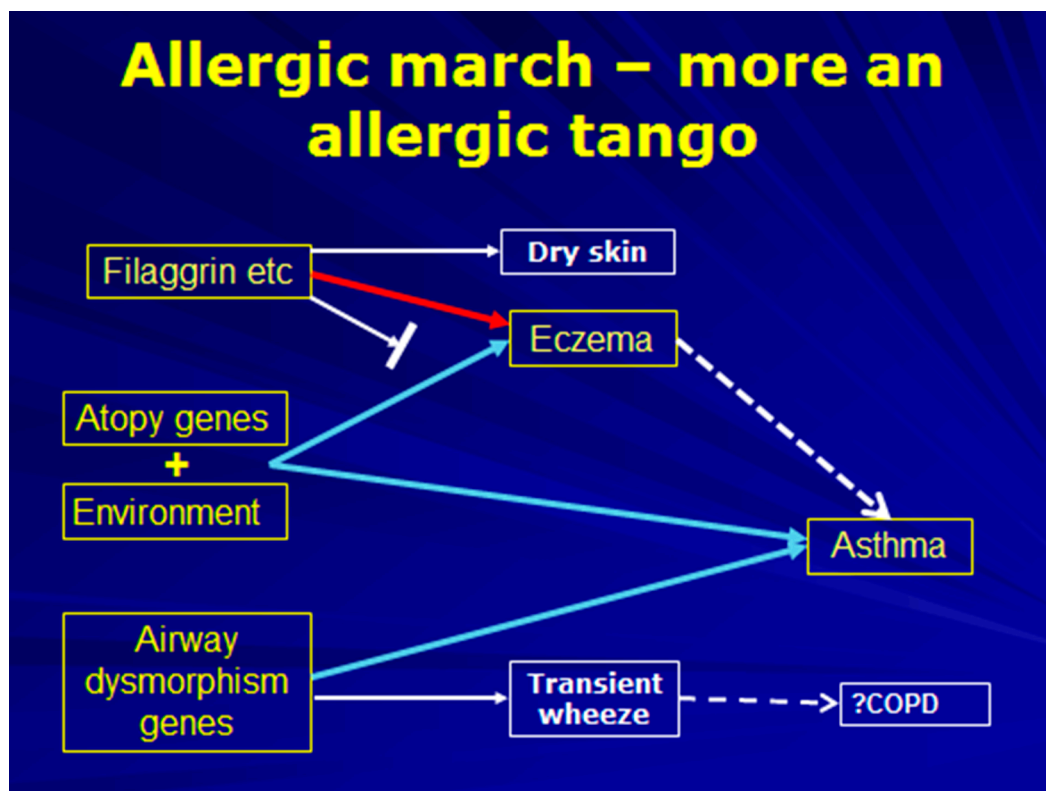 Allergic march – more an
allergic tango
Filaggrin etc
Dry skin
Eczema
Atopy genes
+
Environment
Asthma
Airway
dysmorphism
genes
Transient
wheeze
?COPD